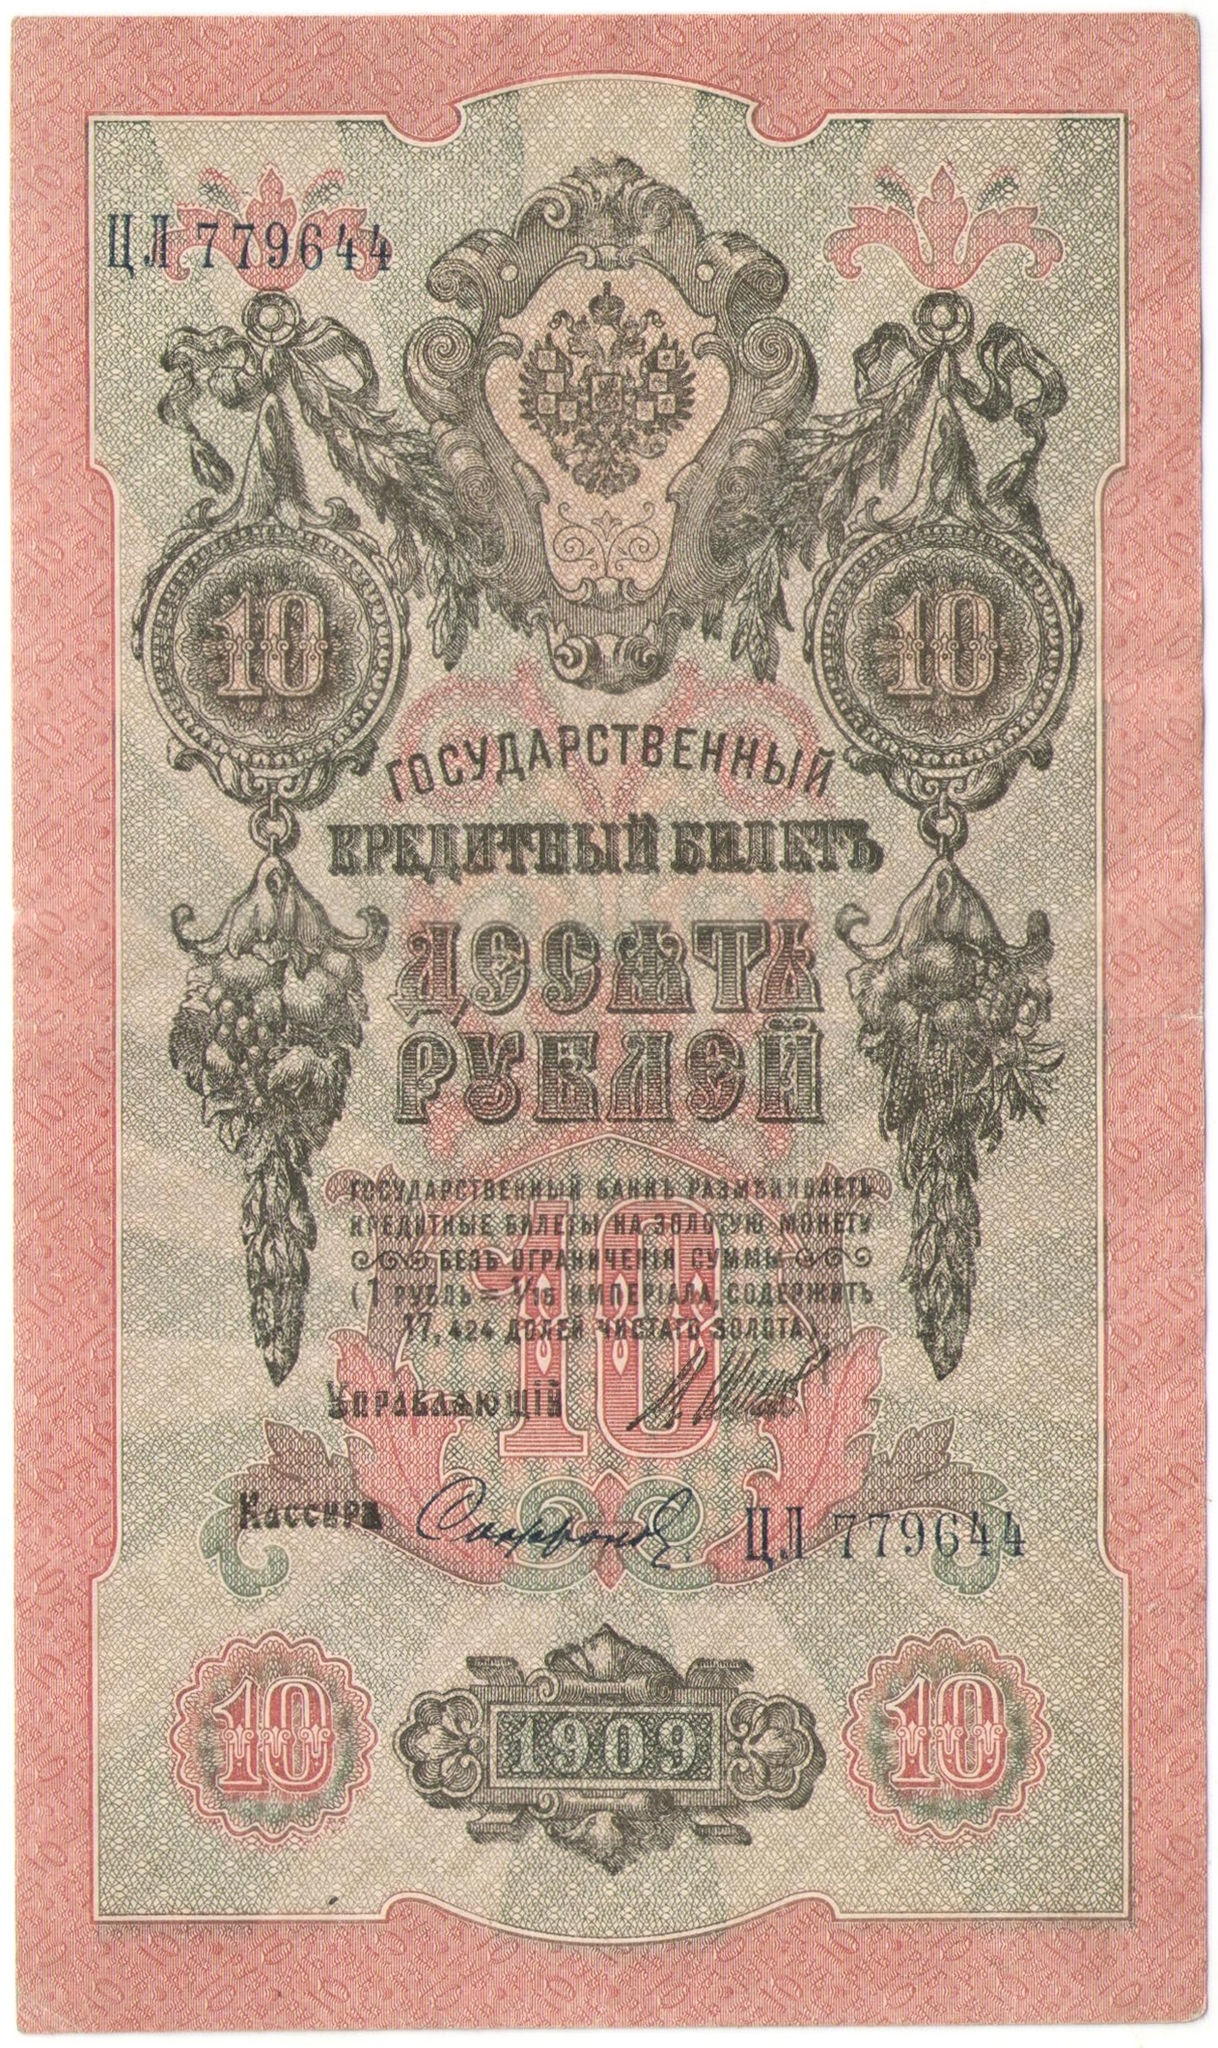 ЦЛ 779644
10 10
ГОСУДАРСТВЕННЫЙ
КРЕДИТНЫЙ БИЛЕТЪ
ДЕСЯТЬ
РУБЛЕЙ
ГОСУДАРСТВЕННЫЙ БАНКЪ РАЗМѢНИВАЕТЪ
КРЕДИТНЫЕ БИЛЕТЫ НА ЗОЛОТУЮ МОНЕТУ
БЕЗЪ ОГРАНИЧЕНІЯ СУММЫ
(1 РУБЛЬ = 1/15 ИМПЕРІАЛА, СОДЕРЖИТЪ
17,424 ДОЛЕЙ ЧИСТАГО ЗОЛОТА).
10
УПРАВЛЯЮЩІЙ
Кассиръ Сафронов ЦЛ 779644
10 1909 10